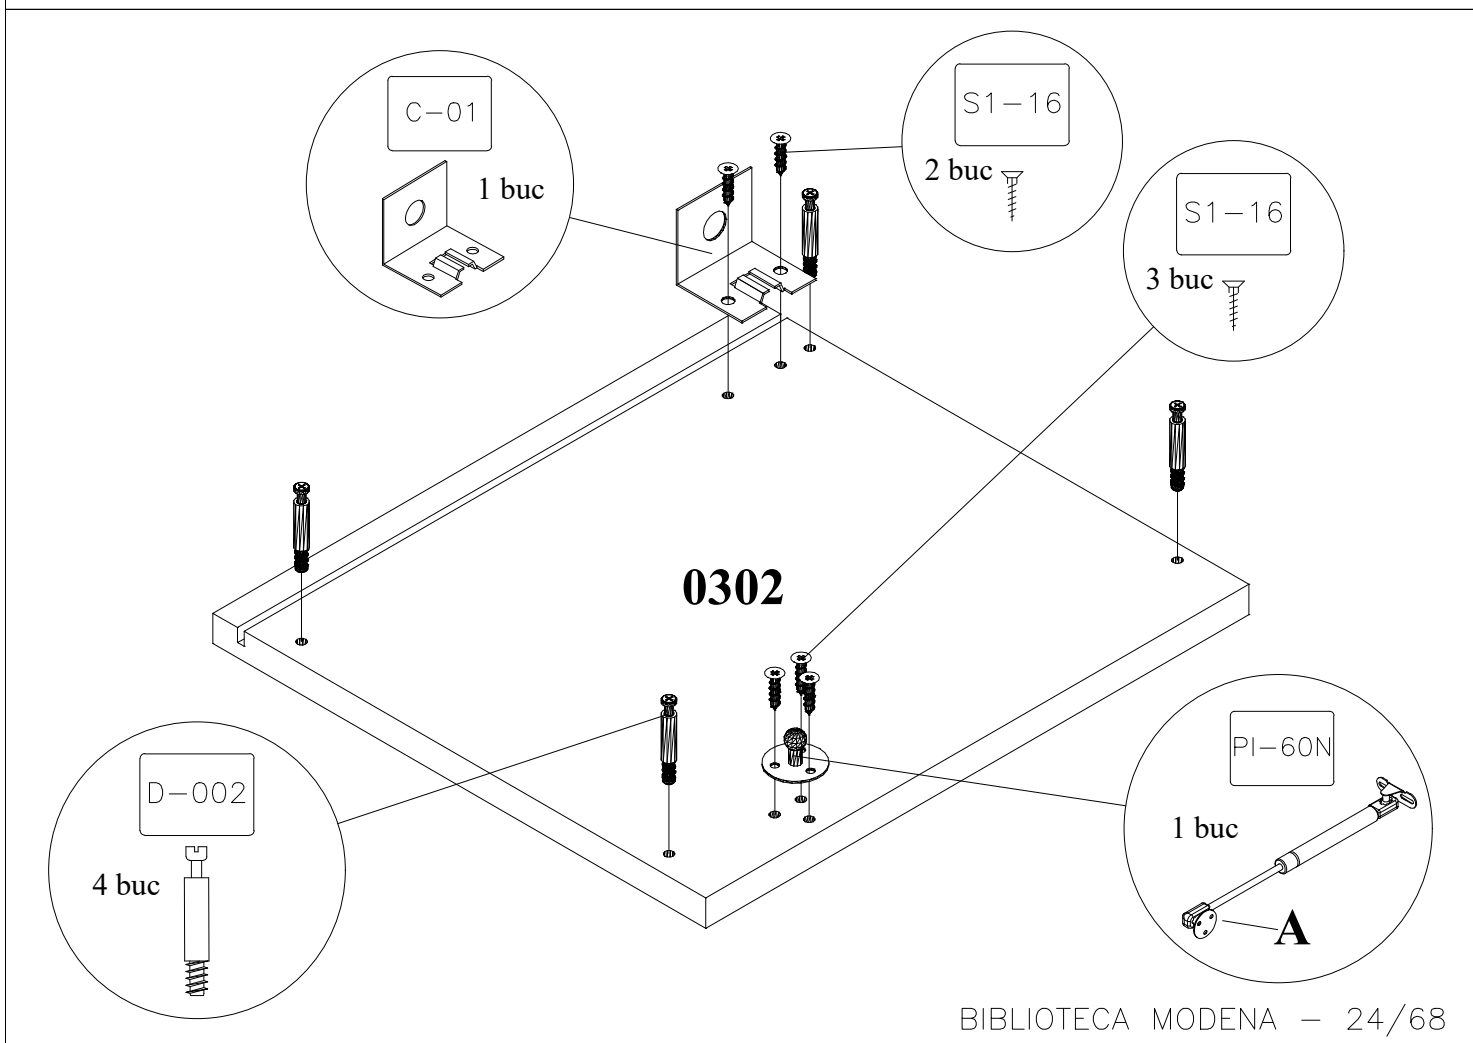 C-01
1 buc
S1-16
2 buc
S1-16
3 buc
0302
D-002
4 buc
PI-60N
1 buc
A
BIBLIOTECA MODENA - 24/68